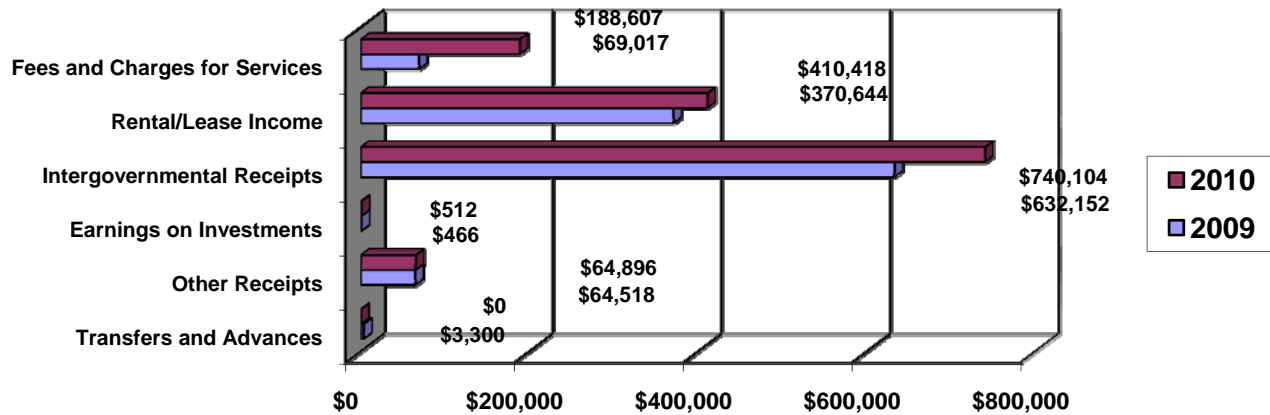 $188,607
$69,017
Fees and Charges for Services
$410,418
$370,644
Rental/Lease Income
Intergovernmental Receipts
$740,104
$632,152
2010
2009
$512
$466
Earnings on Investments
$64,896
$64,518
Other Receipts
$0
$3,300
Transfers and Advances
$0 $200,000 $400,000 $600,000 $800,000